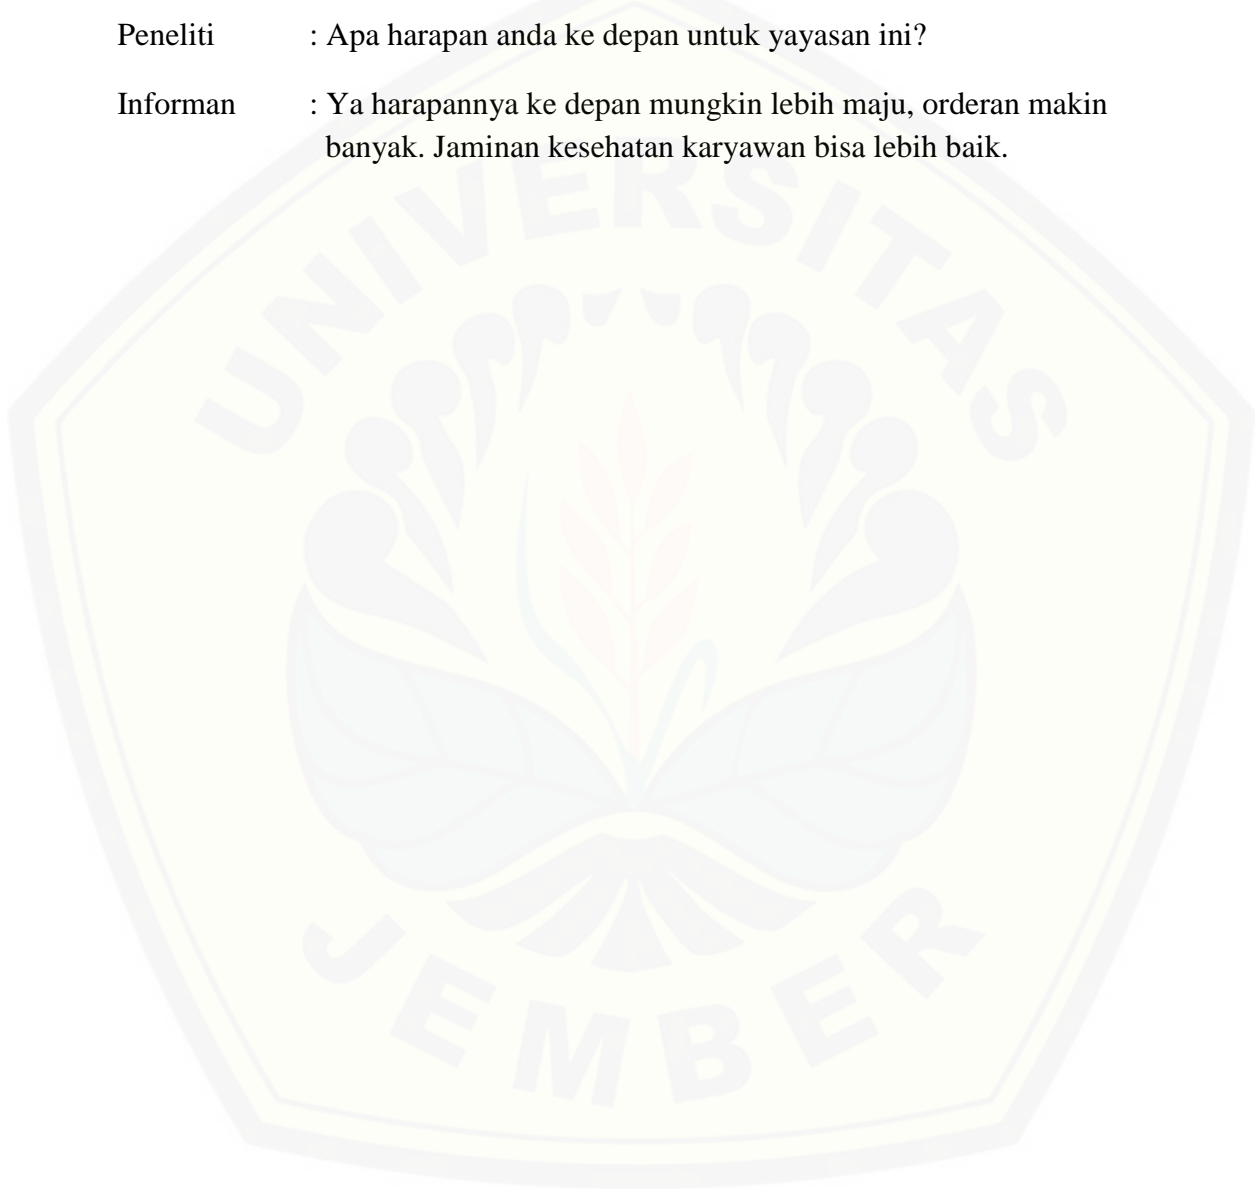 Peneliti : Apa harapan anda ke depan untuk yayasan ini?
Informan : Ya harapannya ke depan mungkin lebih maju, orderan makin
banyak. Jaminan kesehatan karyawan bisa lebih baik.
UNIVERSITAS
JEMBER